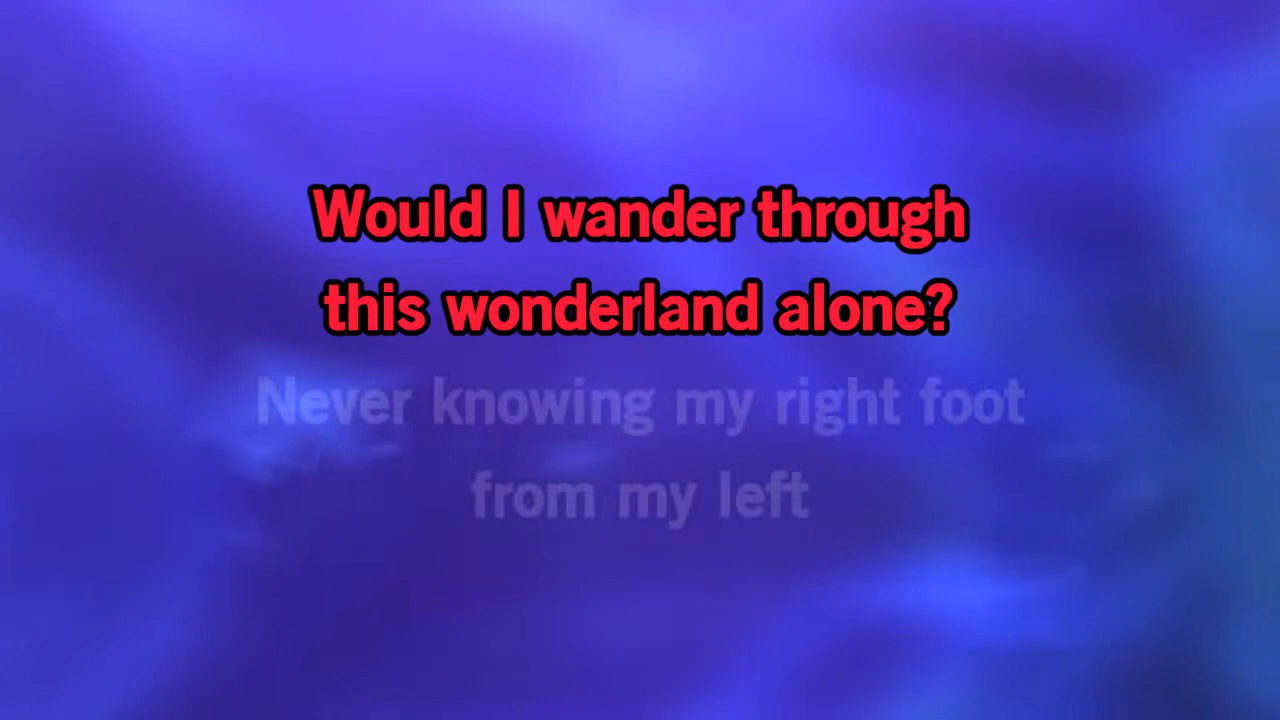 Would I wander through
this wonderland alone?
Never knowing my right foot
from my left